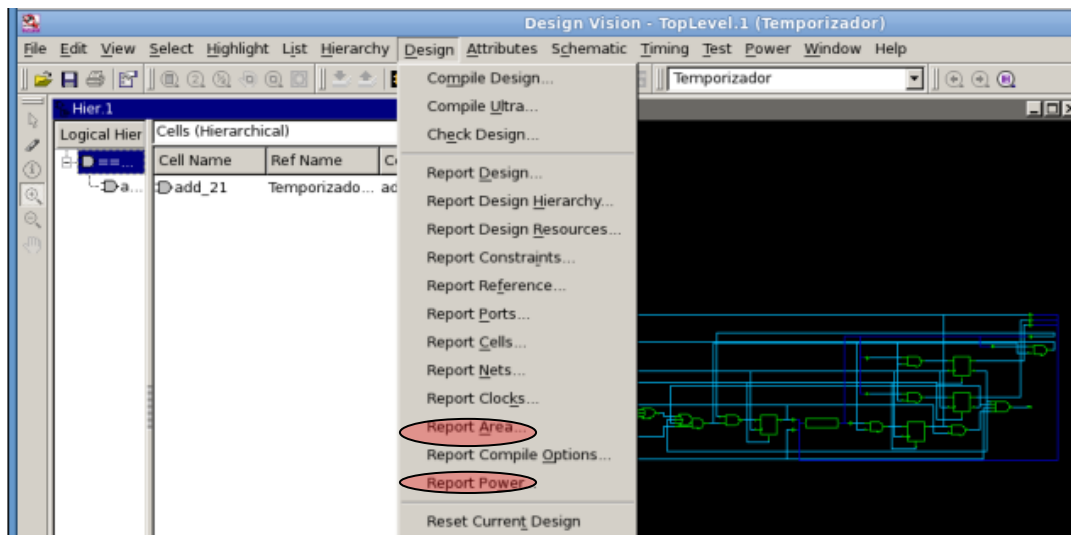 Design Vision - TopLevel.1 (Temporizador)
File Edit View Select Highlight List Hierarchy Design Attributes Schematic Timing Test Power Window Help
Temporizador
Hier.1
Logical Hier
Cells (Hierarchical)
Cell Name Ref Name
==...
a...
add_21 Temporizado... ad
Compile Design...
Compile Ultra...
Check Design...
Report Design...
Report Design Hierarchy...
Report Design Resources...
Report Constraints...
Report Reference...
Report Ports...
Report Cells...
Report Nets...
Report Clocks...
Report Area...
Report Compile Options...
Report Power...
Reset Current Design